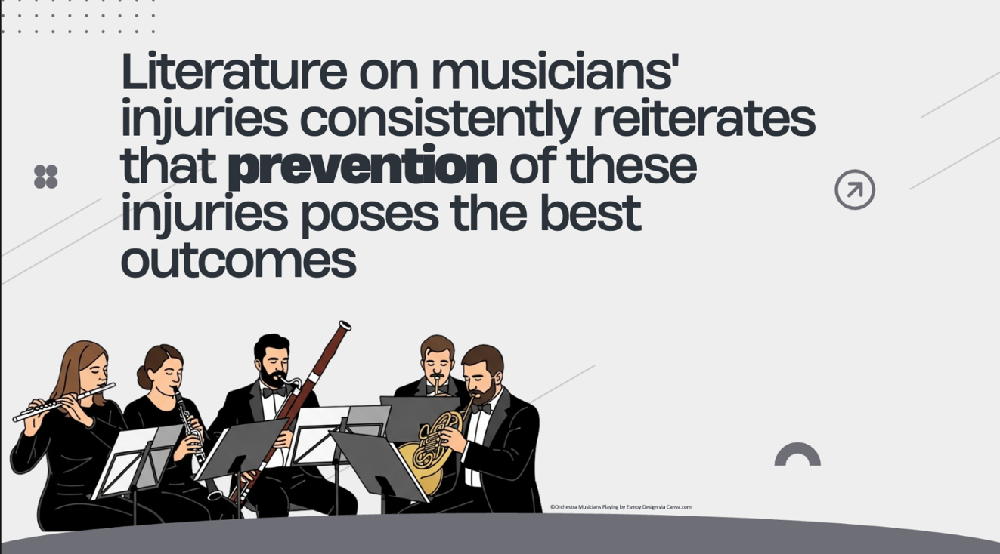 Literature on musicians'
injuries consistently reiterates
that prevention of these
injuries poses the best
outcomes
©Orchestra Musicians Playing by Esmoy Design via Canva.com